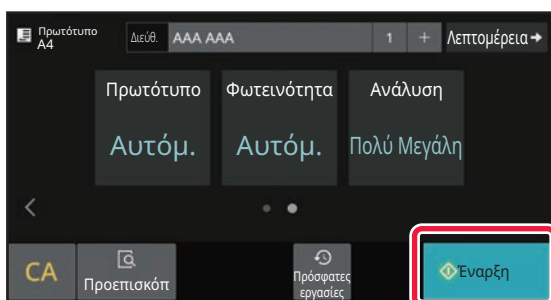 Πρωτότυπο
A4
Διεύθ. AAA AAA 1 + Λεπτομέρεια
Πρωτότυπο Φωτεινότητα Ανάλυση
Αυτόμ. Αυτόμ. Πολύ Μεγάλη
CA Προεπισκόπ Πρόσφατες
εργασίες Έναρξη